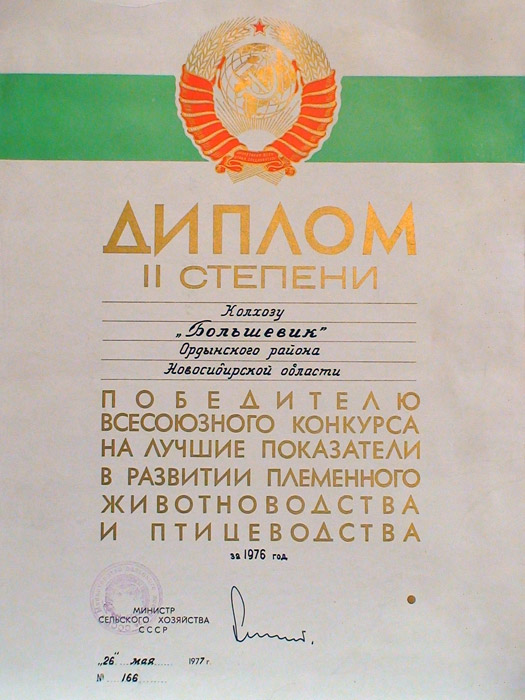 ДИПЛОМ
II СТЕПЕНИ
Колхозу
„Большевик"
Ордынского района
Новосибирской области
ПОБЕДИТЕЛЮ
ВСЕСОЮЗНОГО КОНКУРСА
НА ЛУЧШИЕ ПОКАЗАТЕЛИ
В РАЗВИТИИ ПЛЕМЕННОГО
ЖИВОТНОВОДСТВА
И ПТИЦЕВОДСТВА
за 1976 год
МИНИСТР
СЕЛЬСКОГО ХОЗЯЙСТВА
СССР
„26" мая 1977 г.
№ 166